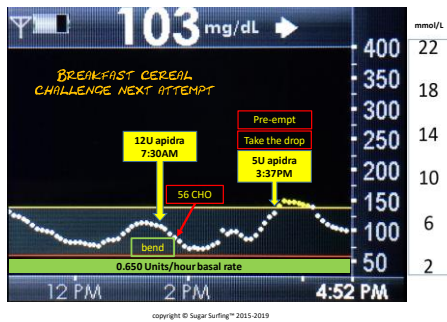 103 mg/dL
mmol/L
BREAKFAST CEREAL
CHALLENGE NEXT ATTEMPT
400
350
300
250
200
150
100
50
22
18
14
10
6
2
Pre-empt
Take the drop
12U apidra
7:30AM
5U apidra
3:37PM
56 CHO
bend
0.650 Units/hour basal rate
12 PM
2 PM
4:52 PM
copyright © Sugar Surfing™ 2015-2019